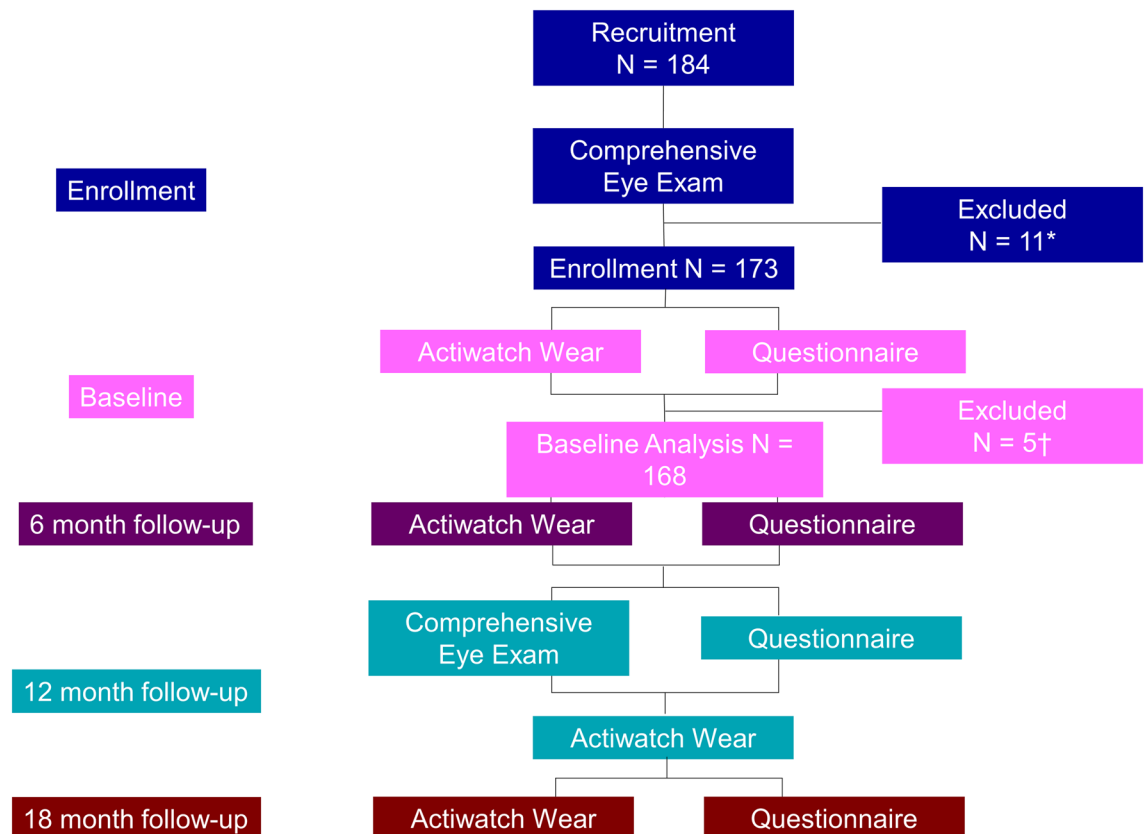 Recruitment
N = 184
Comprehensive
Eye Exam
Enrollment
Excluded
N = 11*
Enrollment N = 173
Actiwatch Wear
Questionnaire
Baseline
Excluded
N = 5†
Baseline Analysis N =
168
6 month follow-up
Actiwatch Wear
Questionnaire
Comprehensive
Eye Exam
Questionnaire
12 month follow-up
Actiwatch Wear
18 month follow-up
Actiwatch Wear
Questionnaire